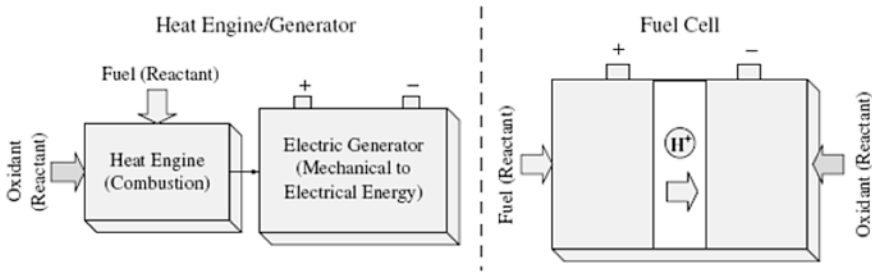 Heat Engine/Generator
Fuel (Reactant)
Oxidant
(Reactant)
Heat Engine
(Combustion)
+
−
Electric Generator
(Mechanical to
Electrical Energy)
Fuel Cell
+
−
Fuel (Reactant)
H+
Oxidant (Reactant)